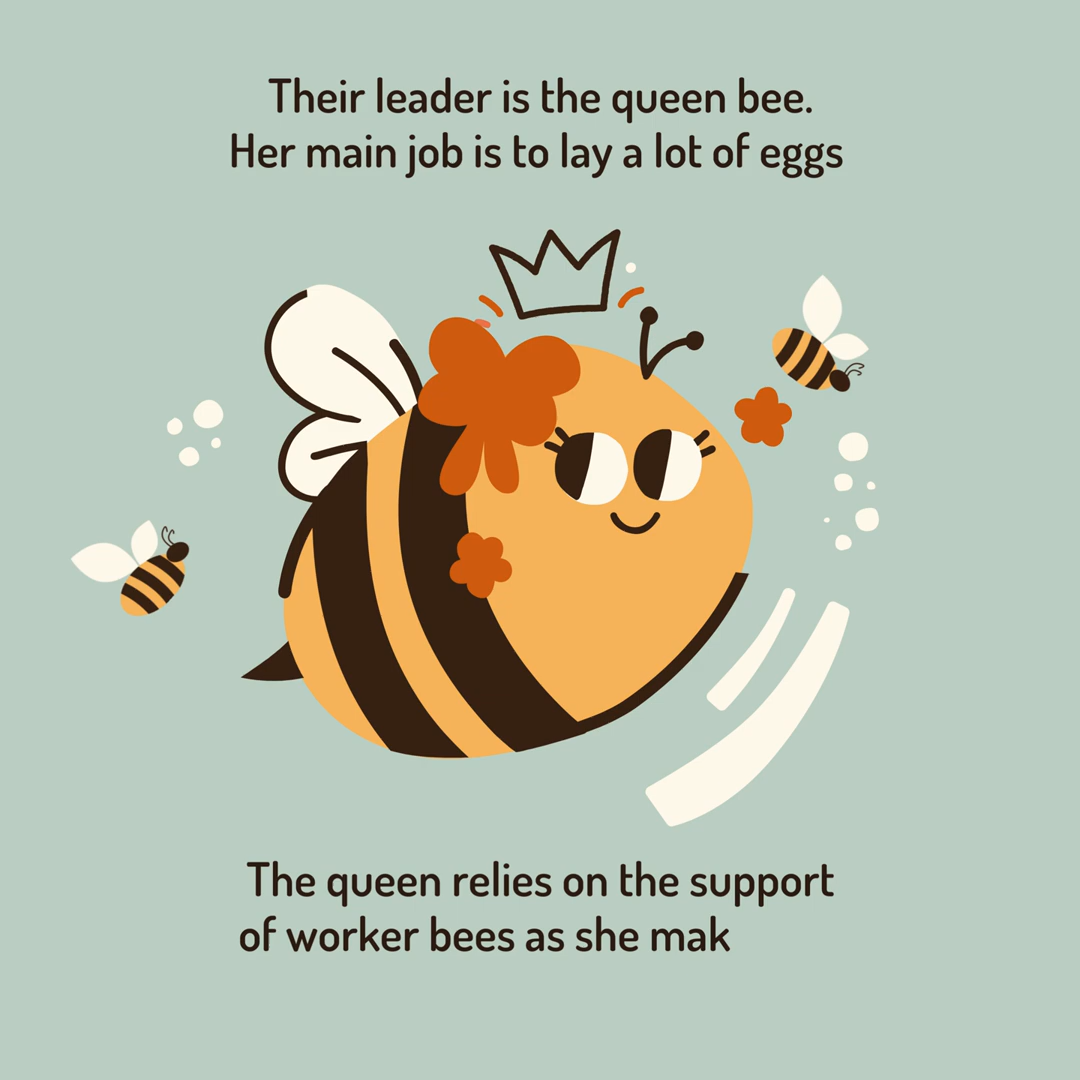 Their leader is the queen bee.
Her main job is to lay a lot of eggs
The queen relies on the support
of worker bees as she mak